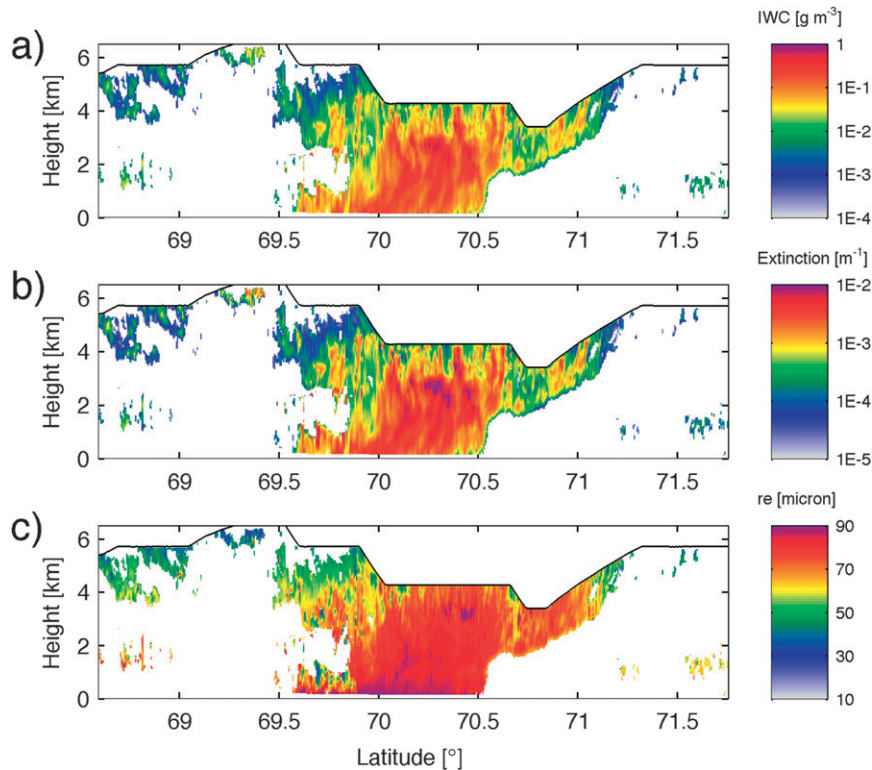 a)
IWC [g m⁻³]
Height [km]
6
4
2
0
69
69.5
70
70.5
71
71.5
1
1E-1
1E-2
1E-3
1E-4
b)
Extinction [m⁻¹]
Height [km]
6
4
2
0
69
69.5
70
70.5
71
71.5
1E-2
1E-3
1E-4
1E-5
c)
re [micron]
Height [km]
6
4
2
0
69
69.5
70
70.5
71
71.5
90
70
50
30
10
Latitude [°]